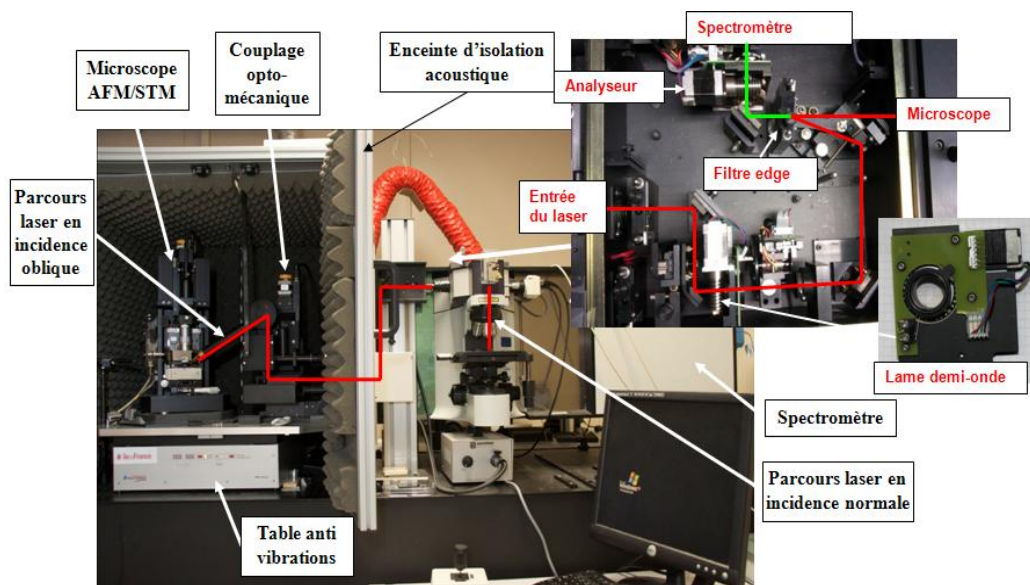 Microscope
AFM/STM
Couplage
opto-
mécanique
Enceinte d’isolation
acoustique
Spectromètre
Analyseur
Microscope
Filtre edge
Parcours
laser en
incidence
oblique
Entrée
du laser
Lame demi-onde
Spectromètre
Parcours laser en
incidence normale
Table anti
vibrations